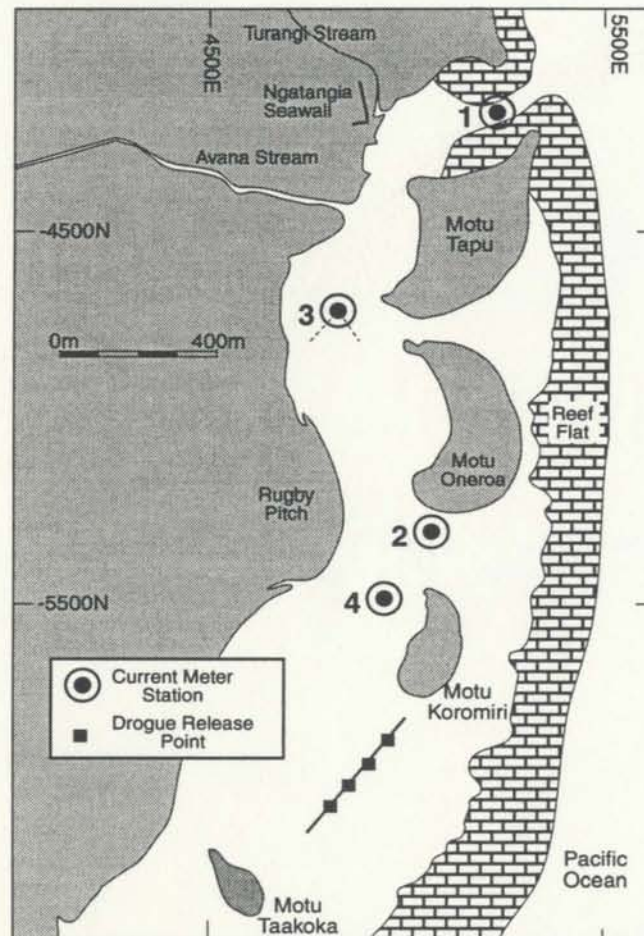 Turangi Stream
4500E
5500E
Ngatangia
Seawall
1
Avana Stream
-4500N
Motu
Tapu
3
0m
400m
Reef
Flat
Motu
Oneroa
Rugby
Pitch
2
-5500N
4
Current Meter
Station
Drogue Release
Point
Motu
Koromiri
Pacific
Ocean
Motu
Taakoka